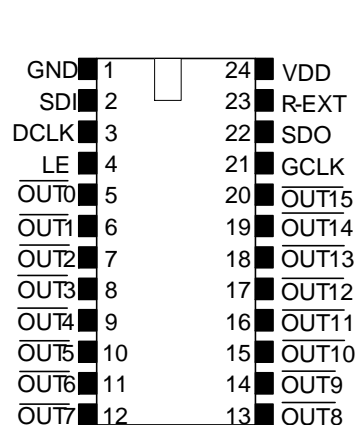 GND 1 24 VDD
SDI 2 23 R-EXT
DCLK 3 22 SDO
LE 4 21 GCLK
OUT0 5 20 OUT15
OUT1 6 19 OUT14
OUT2 7 18 OUT13
OUT3 8 17 OUT12
OUT4 9 16 OUT11
OUT5 10 15 OUT10
OUT6 11 14 OUT9
OUT7 12 13 OUT8